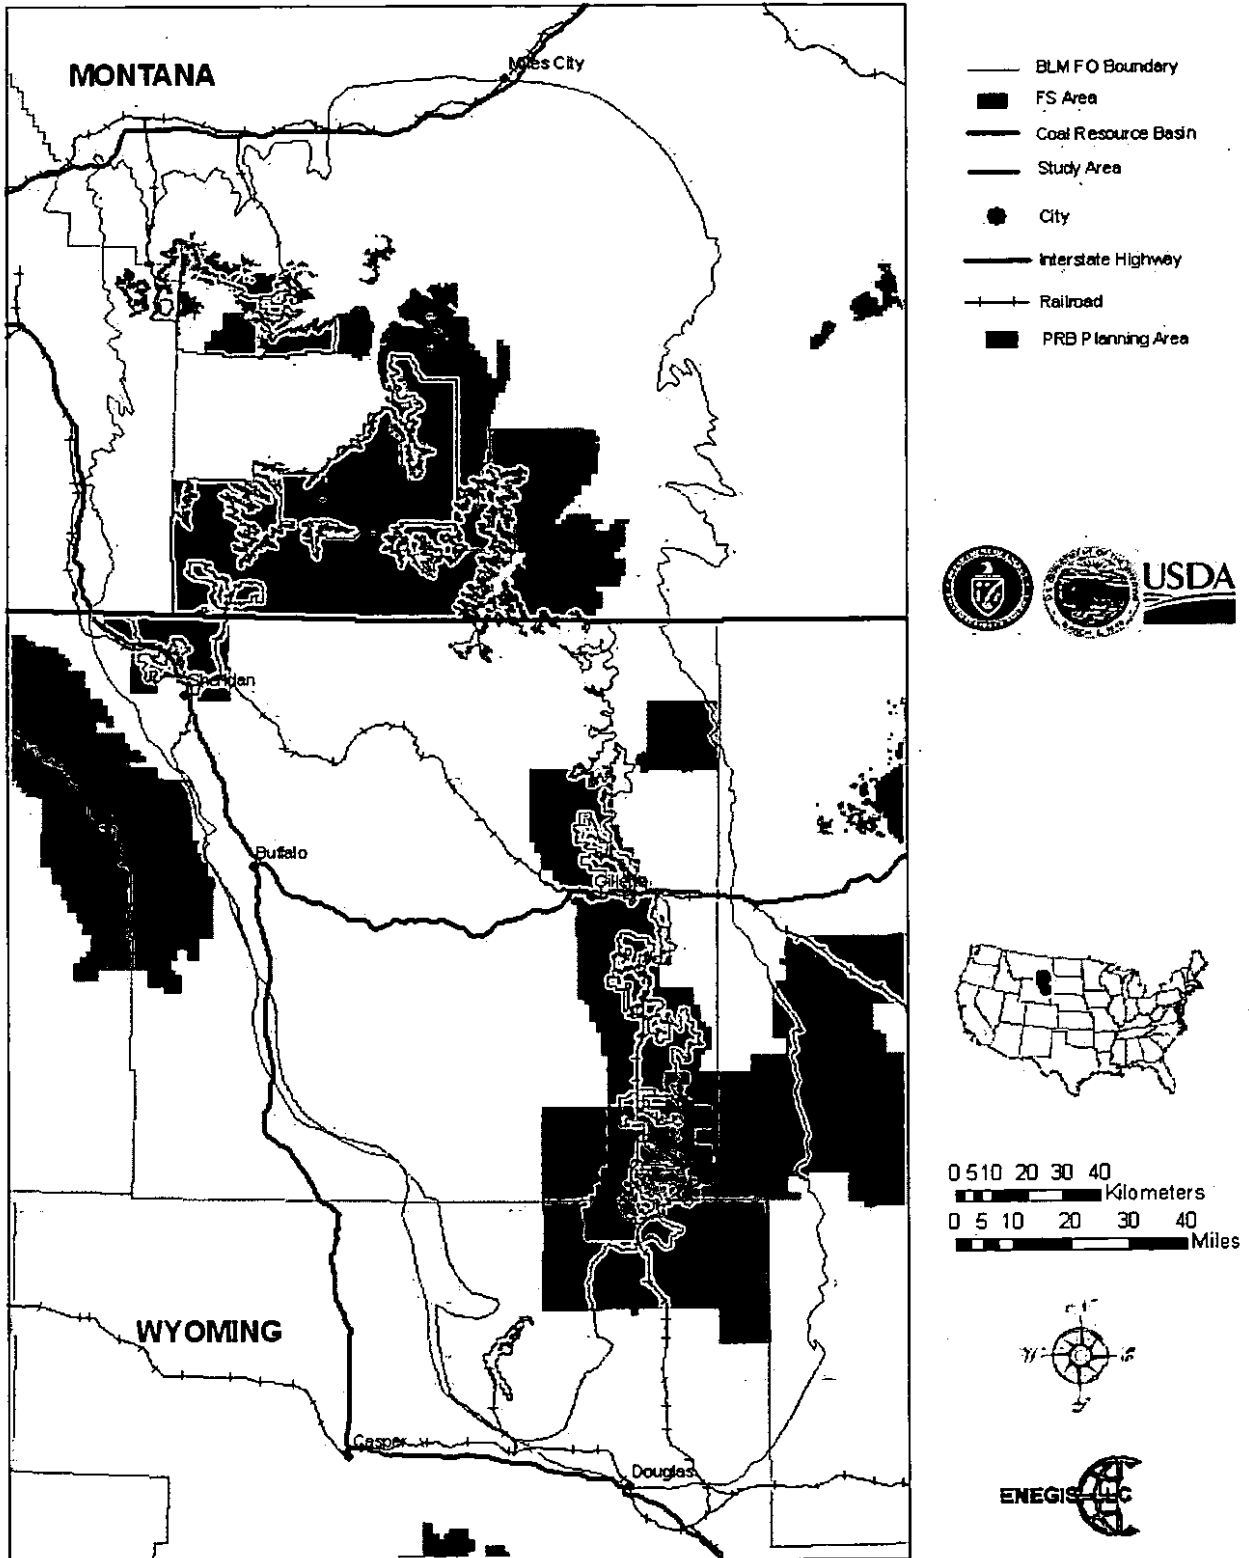 MONTANA
Miles City
Sheridan
Buffalo
Gillette
WYOMING
Casper
Douglas
BLM FO Boundary
FS Area
Coal Resource Basin
Study Area
City
Interstate Highway
Railroad
PRB Planning Area
USDA
0 5 10 20 30 40
Kilometers
0 5 10 20 30 40
Miles
W
E
S
ENEGIS LLC